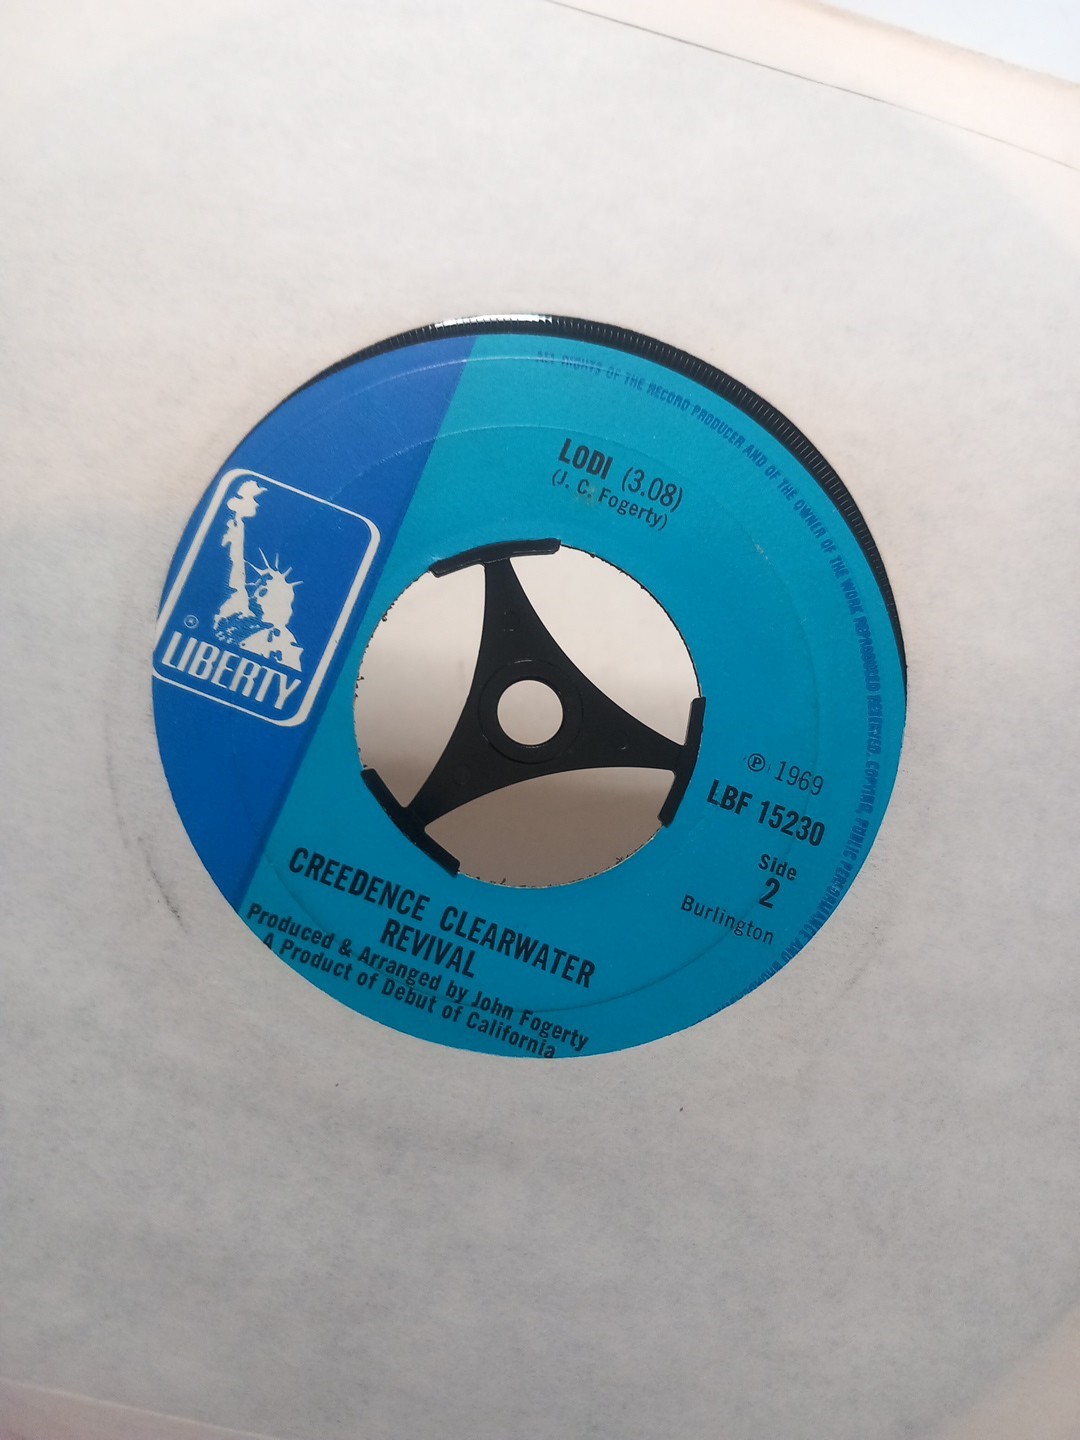 LODI (3.08)
(J. C. Fogerty)
® LIBERTY
℗ 1969
LBF 15230
Side
2
Burlington
CREEDENCE CLEARWATER
REVIVAL
Produced & Arranged by John Fogerty
A Product of Debut of California
ALL RIGHTS OF THE RECORD PRODUCER AND OF THE OWNER OF THE WORK REPRODUCED RESERVED. COPYING, PUBLIC PERFORMANCE AND